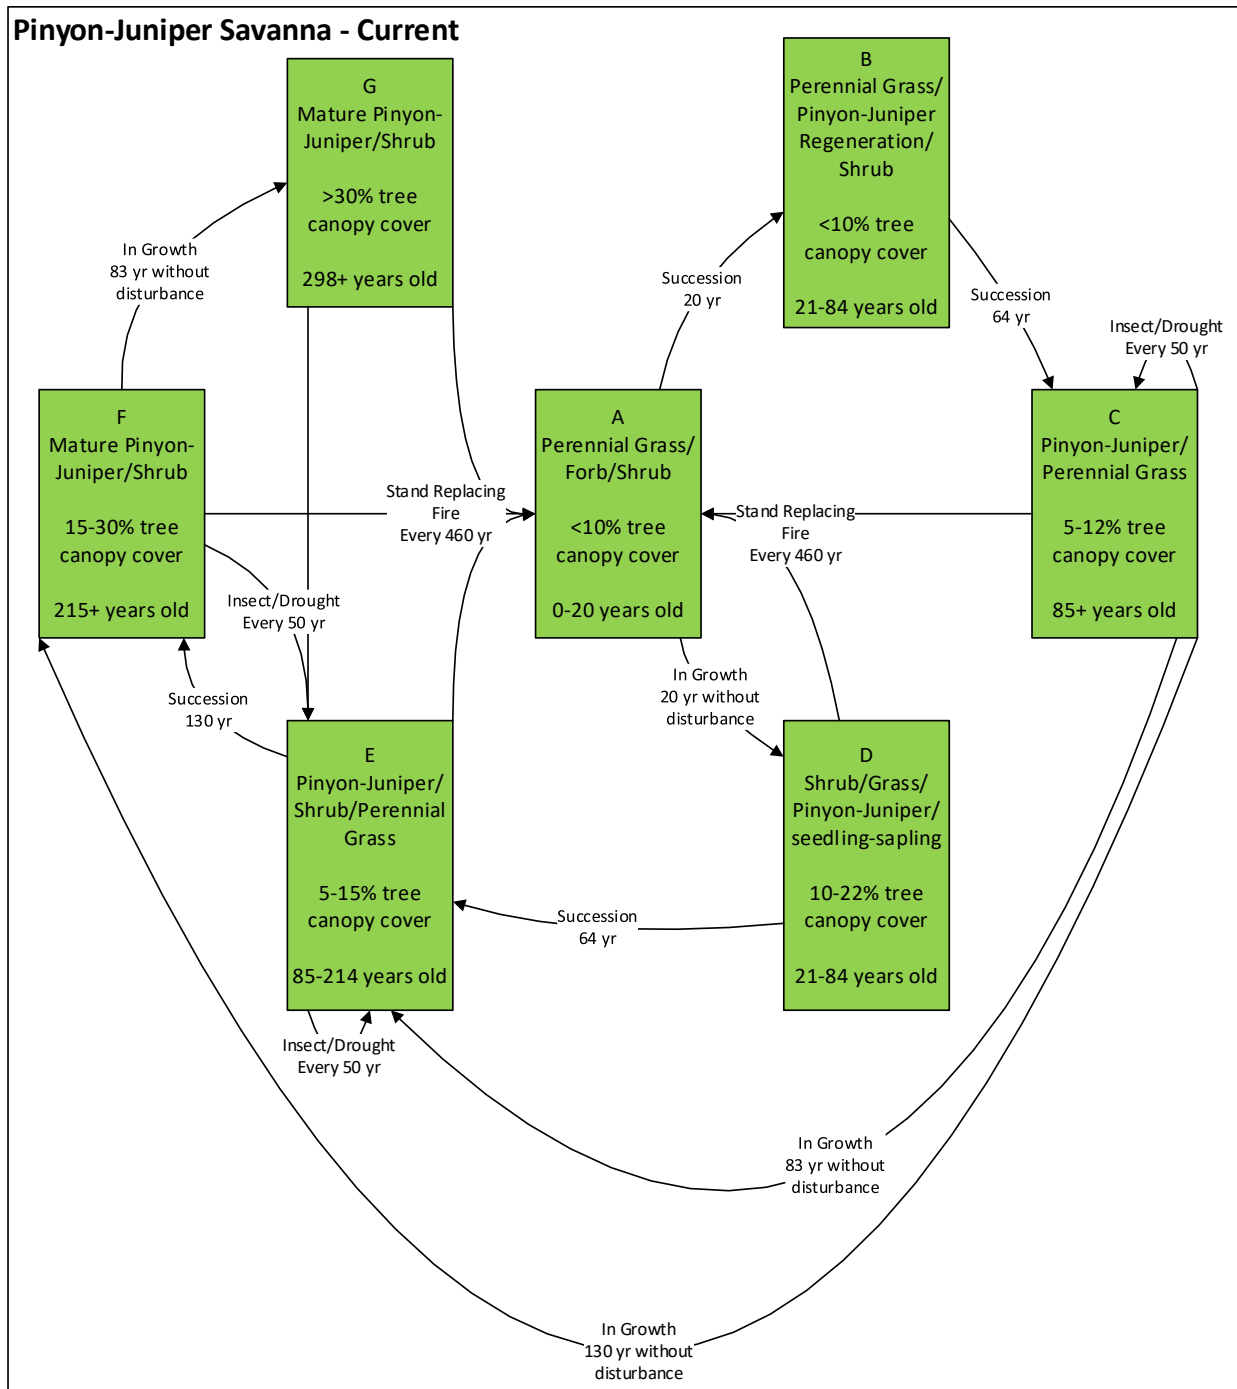 Pinyon-Juniper Savanna - Current
G
Mature Pinyon-
Juniper/Shrub
>30% tree
canopy cover
298+ years old
B
Perennial Grass/
Pinyon-Juniper
Regeneration/
Shrub
<10% tree
canopy cover
21-84 years old
In Growth
83 yr without
disturbance
Succession
20 yr
Succession
64 yr
Insect/Drought
Every 50 yr
F
Mature Pinyon-
Juniper/Shrub
15-30% tree
canopy cover
215+ years old
Stand Replacing
Fire
Every 460 yr
A
Perennial Grass/
Forb/Shrub
<10% tree
canopy cover
0-20 years old
Stand Replacing
Fire
Every 460 yr
C
Pinyon-Juniper/
Perennial Grass
5-12% tree
canopy cover
85+ years old
Insect/Drought
Every 50 yr
Succession
130 yr
In Growth
20 yr without
disturbance
E
Pinyon-Juniper/
Shrub/Perennial
Grass
5-15% tree
canopy cover
85-214 years old
D
Shrub/Grass/
Pinyon-Juniper/
seedling-sapling
10-22% tree
canopy cover
21-84 years old
Succession
64 yr
Insect/Drought
Every 50 yr
In Growth
83 yr without
disturbance
In Growth
130 yr without
disturbance